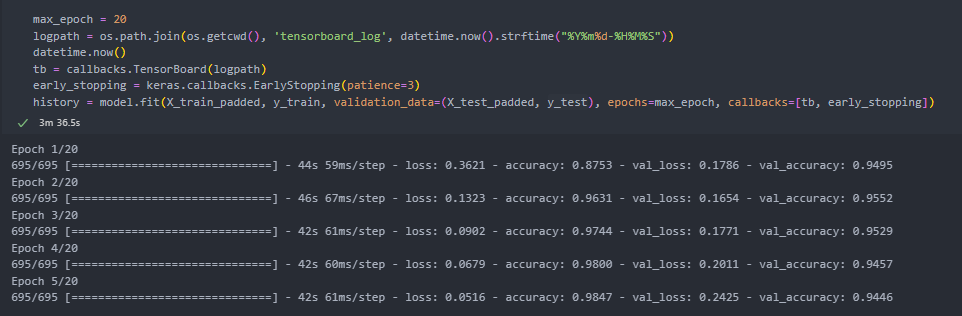 max_epoch = 20
logpath = os.path.join(os.getcwd(), 'tensorboard_log', datetime.now().strftime("%Y%m%d-%H%M%S"))
datetime.now()
tb = callbacks.TensorBoard(logpath)
early_stopping = keras.callbacks.EarlyStopping(patience=3)
history = model.fit(X_train_padded, y_train, validation_data=(X_test_padded, y_test), epochs=max_epoch, callbacks=[tb, early_stopping])
✓ 3m 36.5s
Epoch 1/20
695/695 [==============================] - 44s 59ms/step - loss: 0.3621 - accuracy: 0.8753 - val_loss: 0.1786 - val_accuracy: 0.9495
Epoch 2/20
695/695 [==============================] - 46s 67ms/step - loss: 0.1323 - accuracy: 0.9631 - val_loss: 0.1654 - val_accuracy: 0.9552
Epoch 3/20
695/695 [==============================] - 42s 61ms/step - loss: 0.0902 - accuracy: 0.9744 - val_loss: 0.1771 - val_accuracy: 0.9529
Epoch 4/20
695/695 [==============================] - 42s 60ms/step - loss: 0.0679 - accuracy: 0.9800 - val_loss: 0.2011 - val_accuracy: 0.9457
Epoch 5/20
695/695 [==============================] - 42s 61ms/step - loss: 0.0516 - accuracy: 0.9847 - val_loss: 0.2425 - val_accuracy: 0.9446